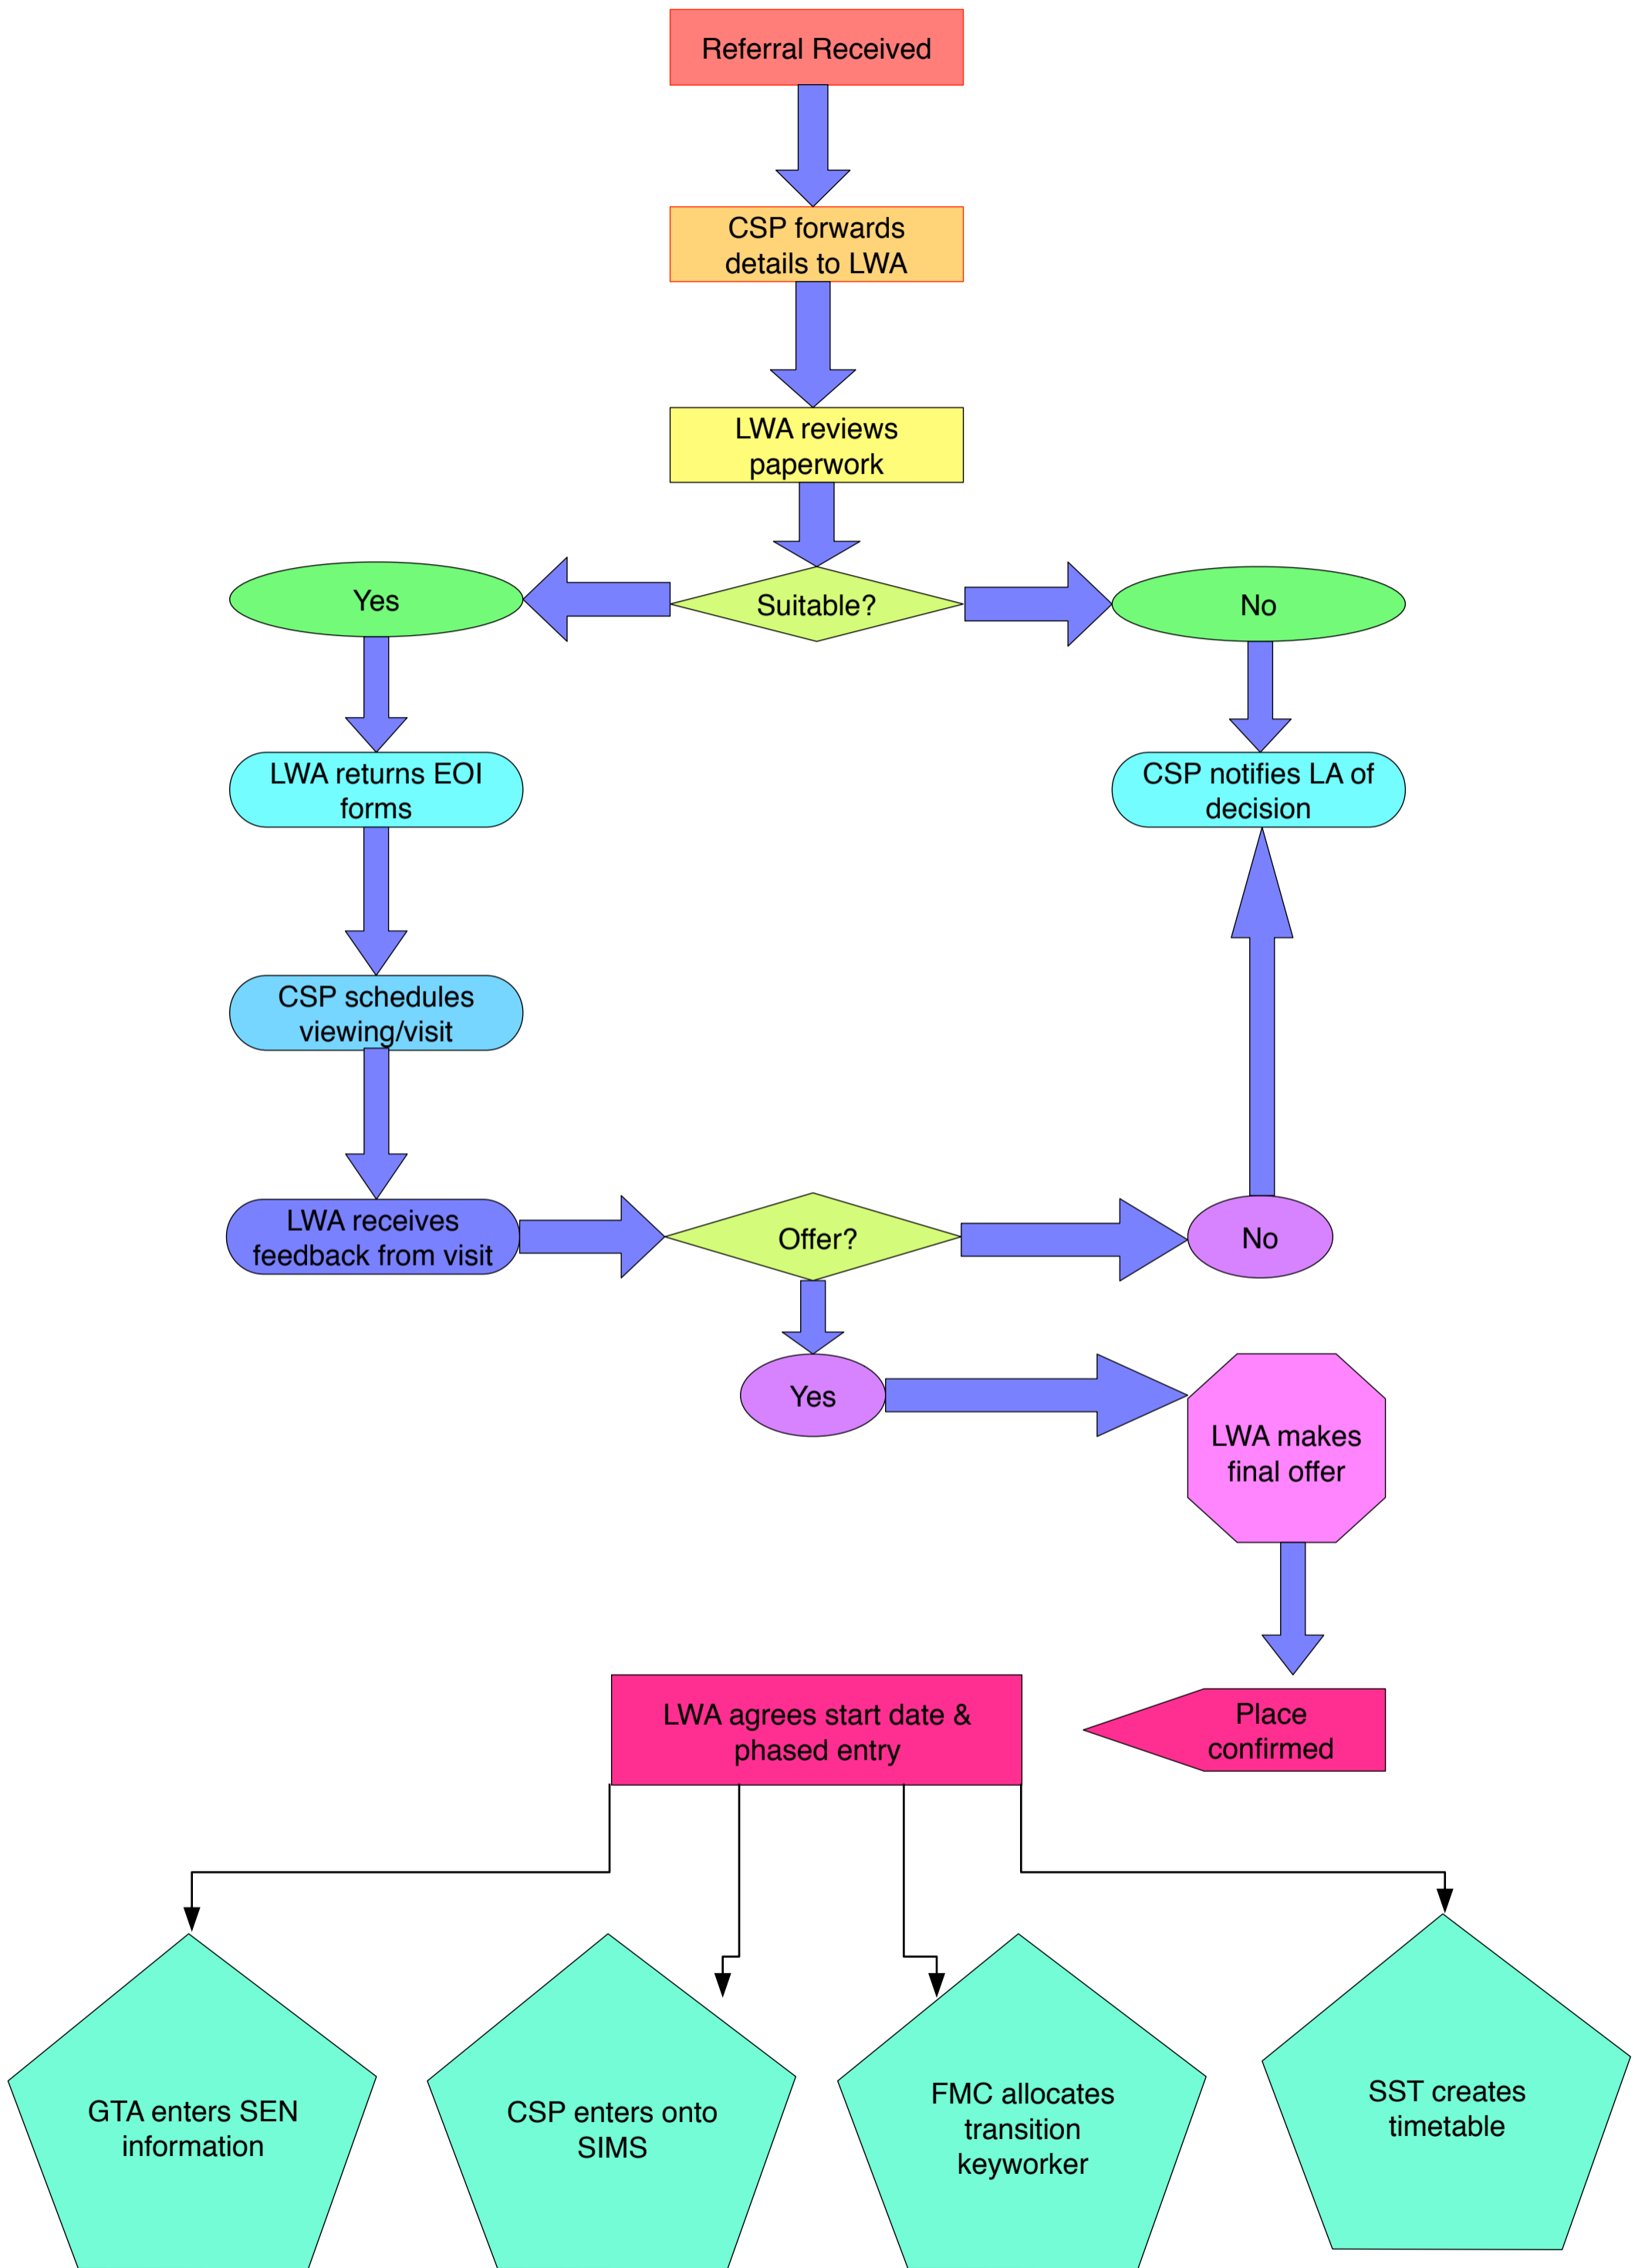 Referral Received
CSP forwards
details to LWA
LWA reviews
paperwork
Yes
Suitable?
No
LWA returns EOI
forms
CSP notifies LA of
decision
CSP schedules
viewing/visit
LWA receives
feedback from visit
Offer?
No
Yes
LWA makes
final offer
LWA agrees start date &
phased entry
Place
confirmed
GTA enters SEN
information
CSP enters onto
SIMS
FMC allocates
transition
keyworker
SST creates
timetable